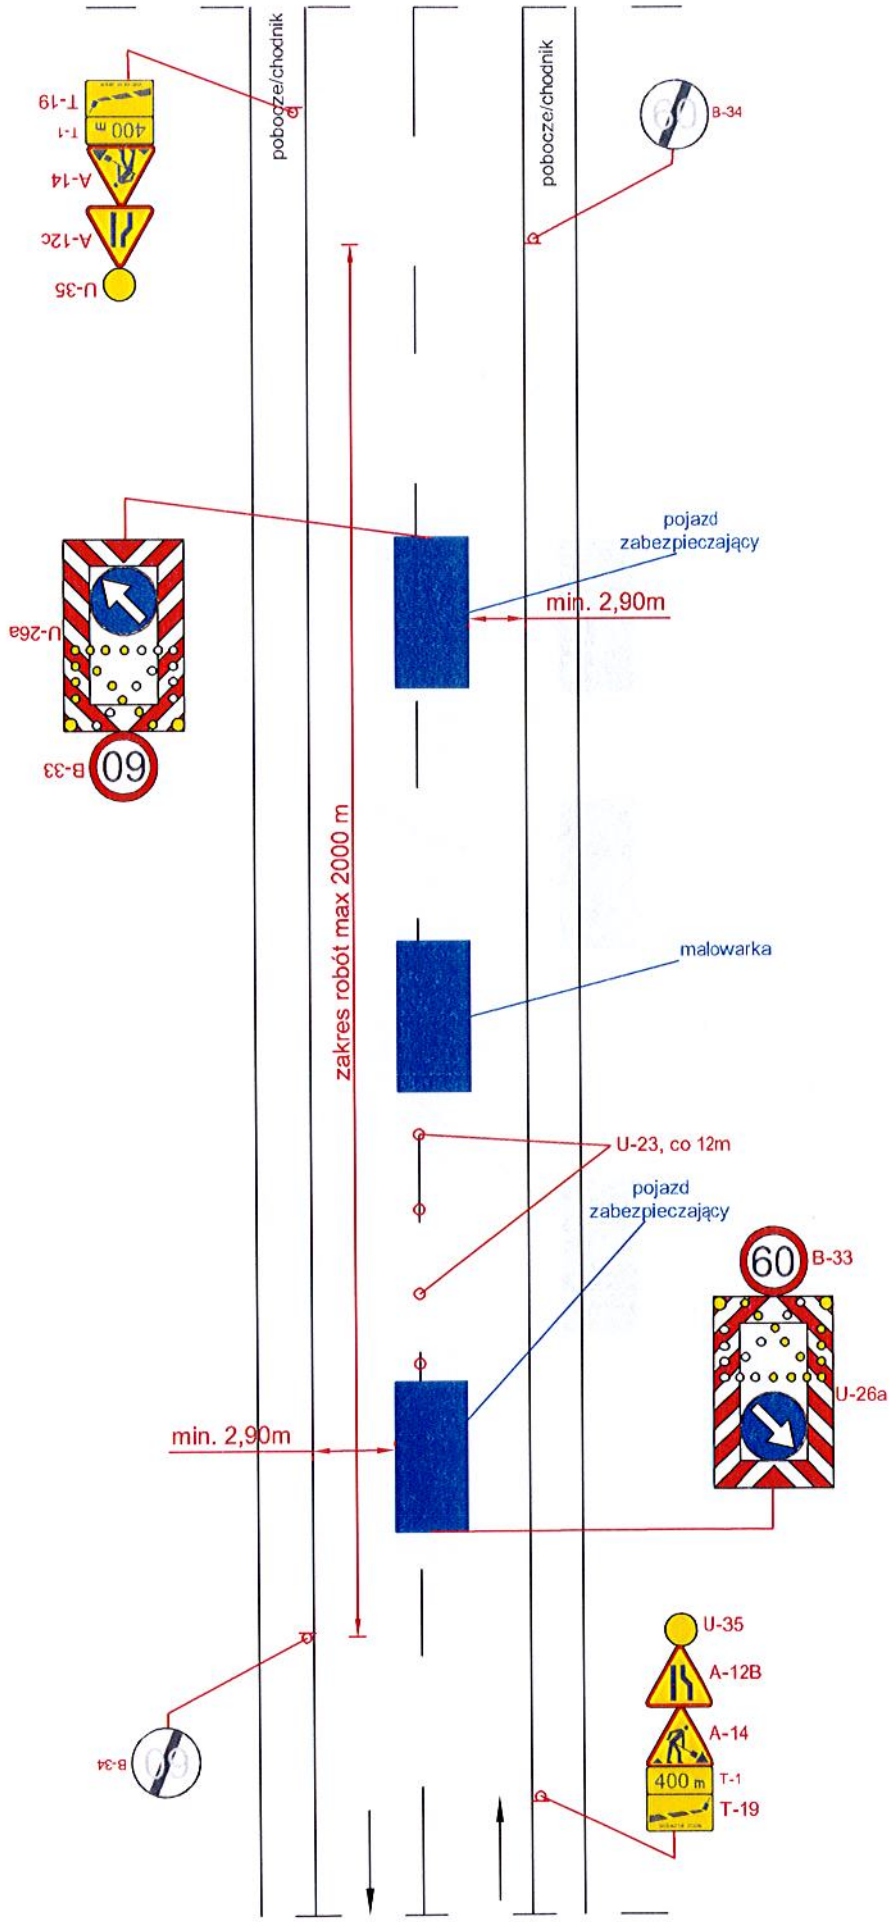 pobocze/chodnik
pobocze/chodnik
T-19
400 m
T-1
A-14
A-12c
U-35
60
B-34
pojazd
zabezpieczający
min. 2,90m
U-26a
60
B-33
zakres robót max 2000 m
malowarka
U-23, co 12m
pojazd
zabezpieczający
60
B-33
U-26a
min. 2,90m
60
B-34
U-35
A-12B
A-14
400 m
T-1
T-19